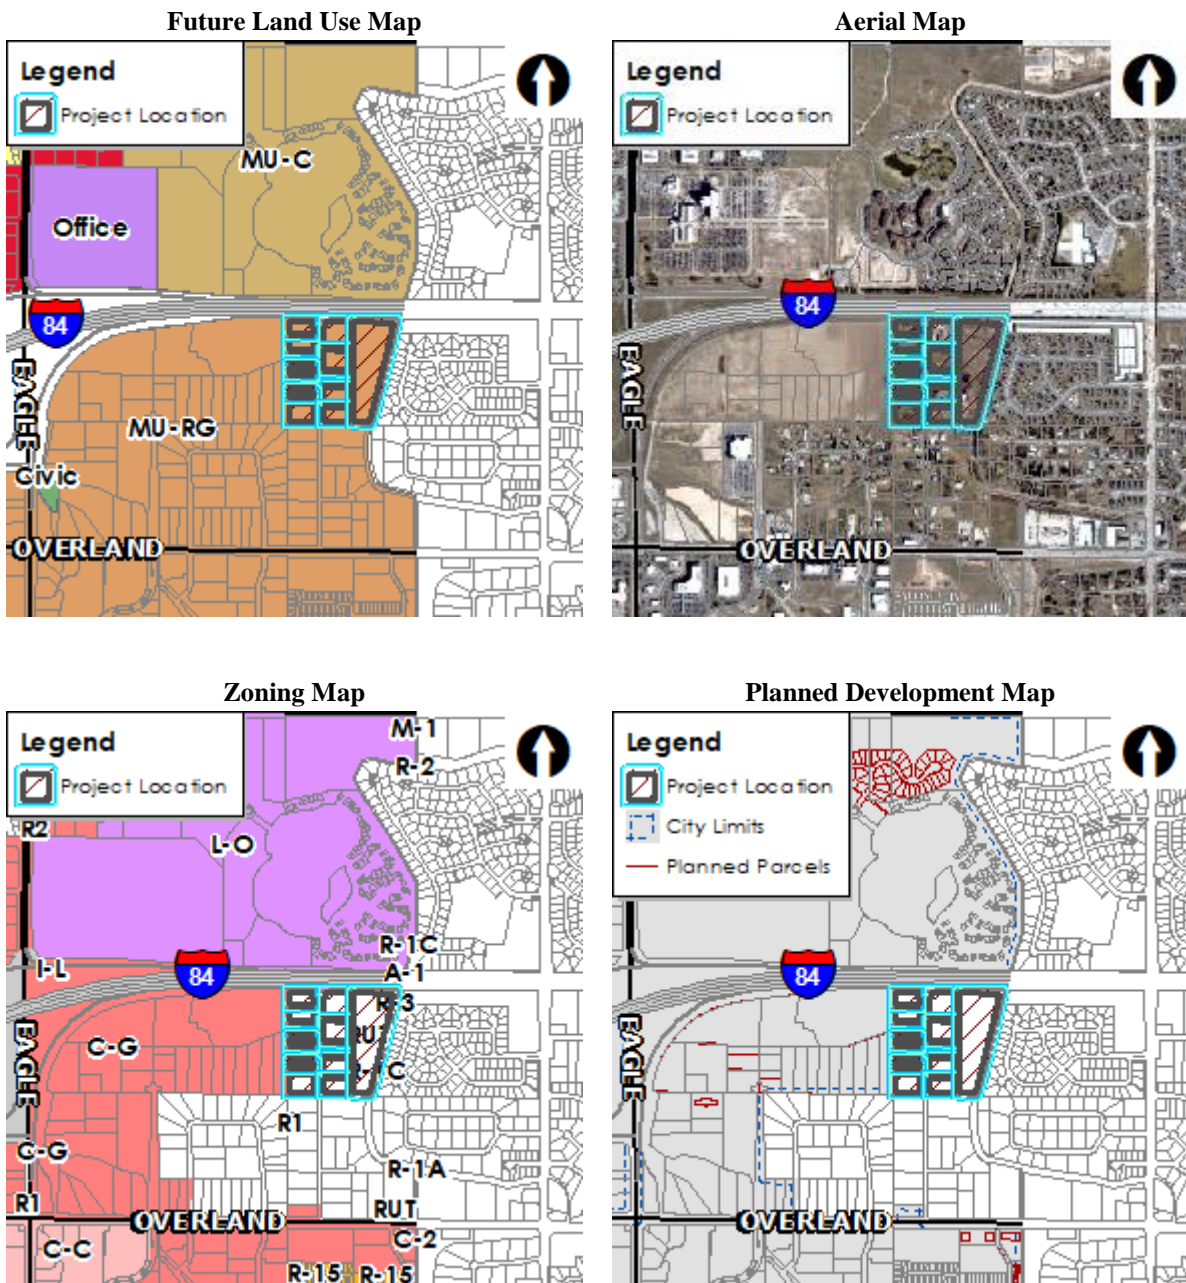 Future Land Use Map
Legend
Project Location
MU-C
Office
84
EAGLE
MU-RG
Civic
OVERLAND
Aerial Map
Legend
Project Location
84
EAGLE
OVERLAND
Zoning Map
Legend
Project Location
M-1
R-2
R2
L-O
R-1C
I-L
84
A-1
R-3
EAGLE
C-G
R1
C-G
R-1A
R1
RUT
OVERLAND
C-C
C-2
R-15
R-15
Planned Development Map
Legend
Project Location
City Limits
Planned Parcels
84
EAGLE
OVERLAND